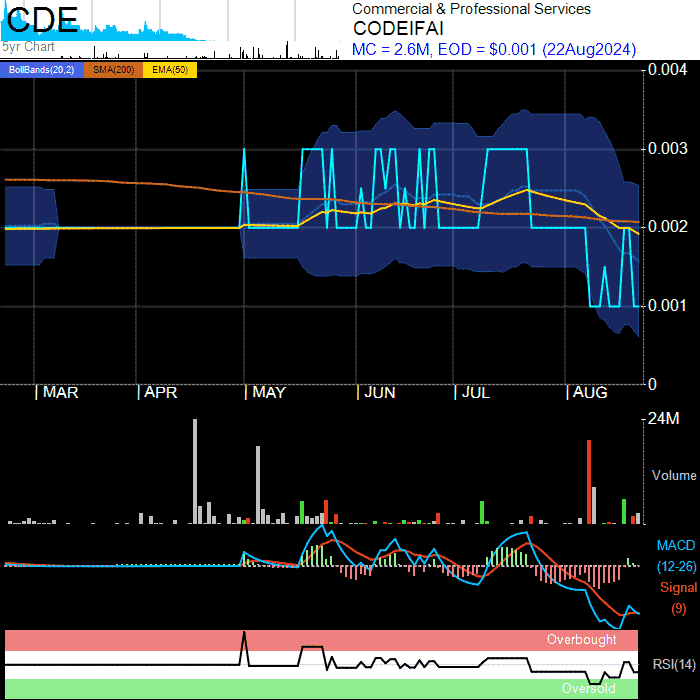 CDE
5yr Chart
Commercial & Professional Services
CODEIFAI
MC = 2.6M, EOD = $0.001 (22Aug2024)
BollBands(20,2) SMA(200) EMA(50)
0.004
0.003
0.002
0.001
0
MAR APR MAY JUN JUL AUG
24M
Volume
MACD
(12-26)
Signal
(9)
Overbought
RSI(14)
Oversold